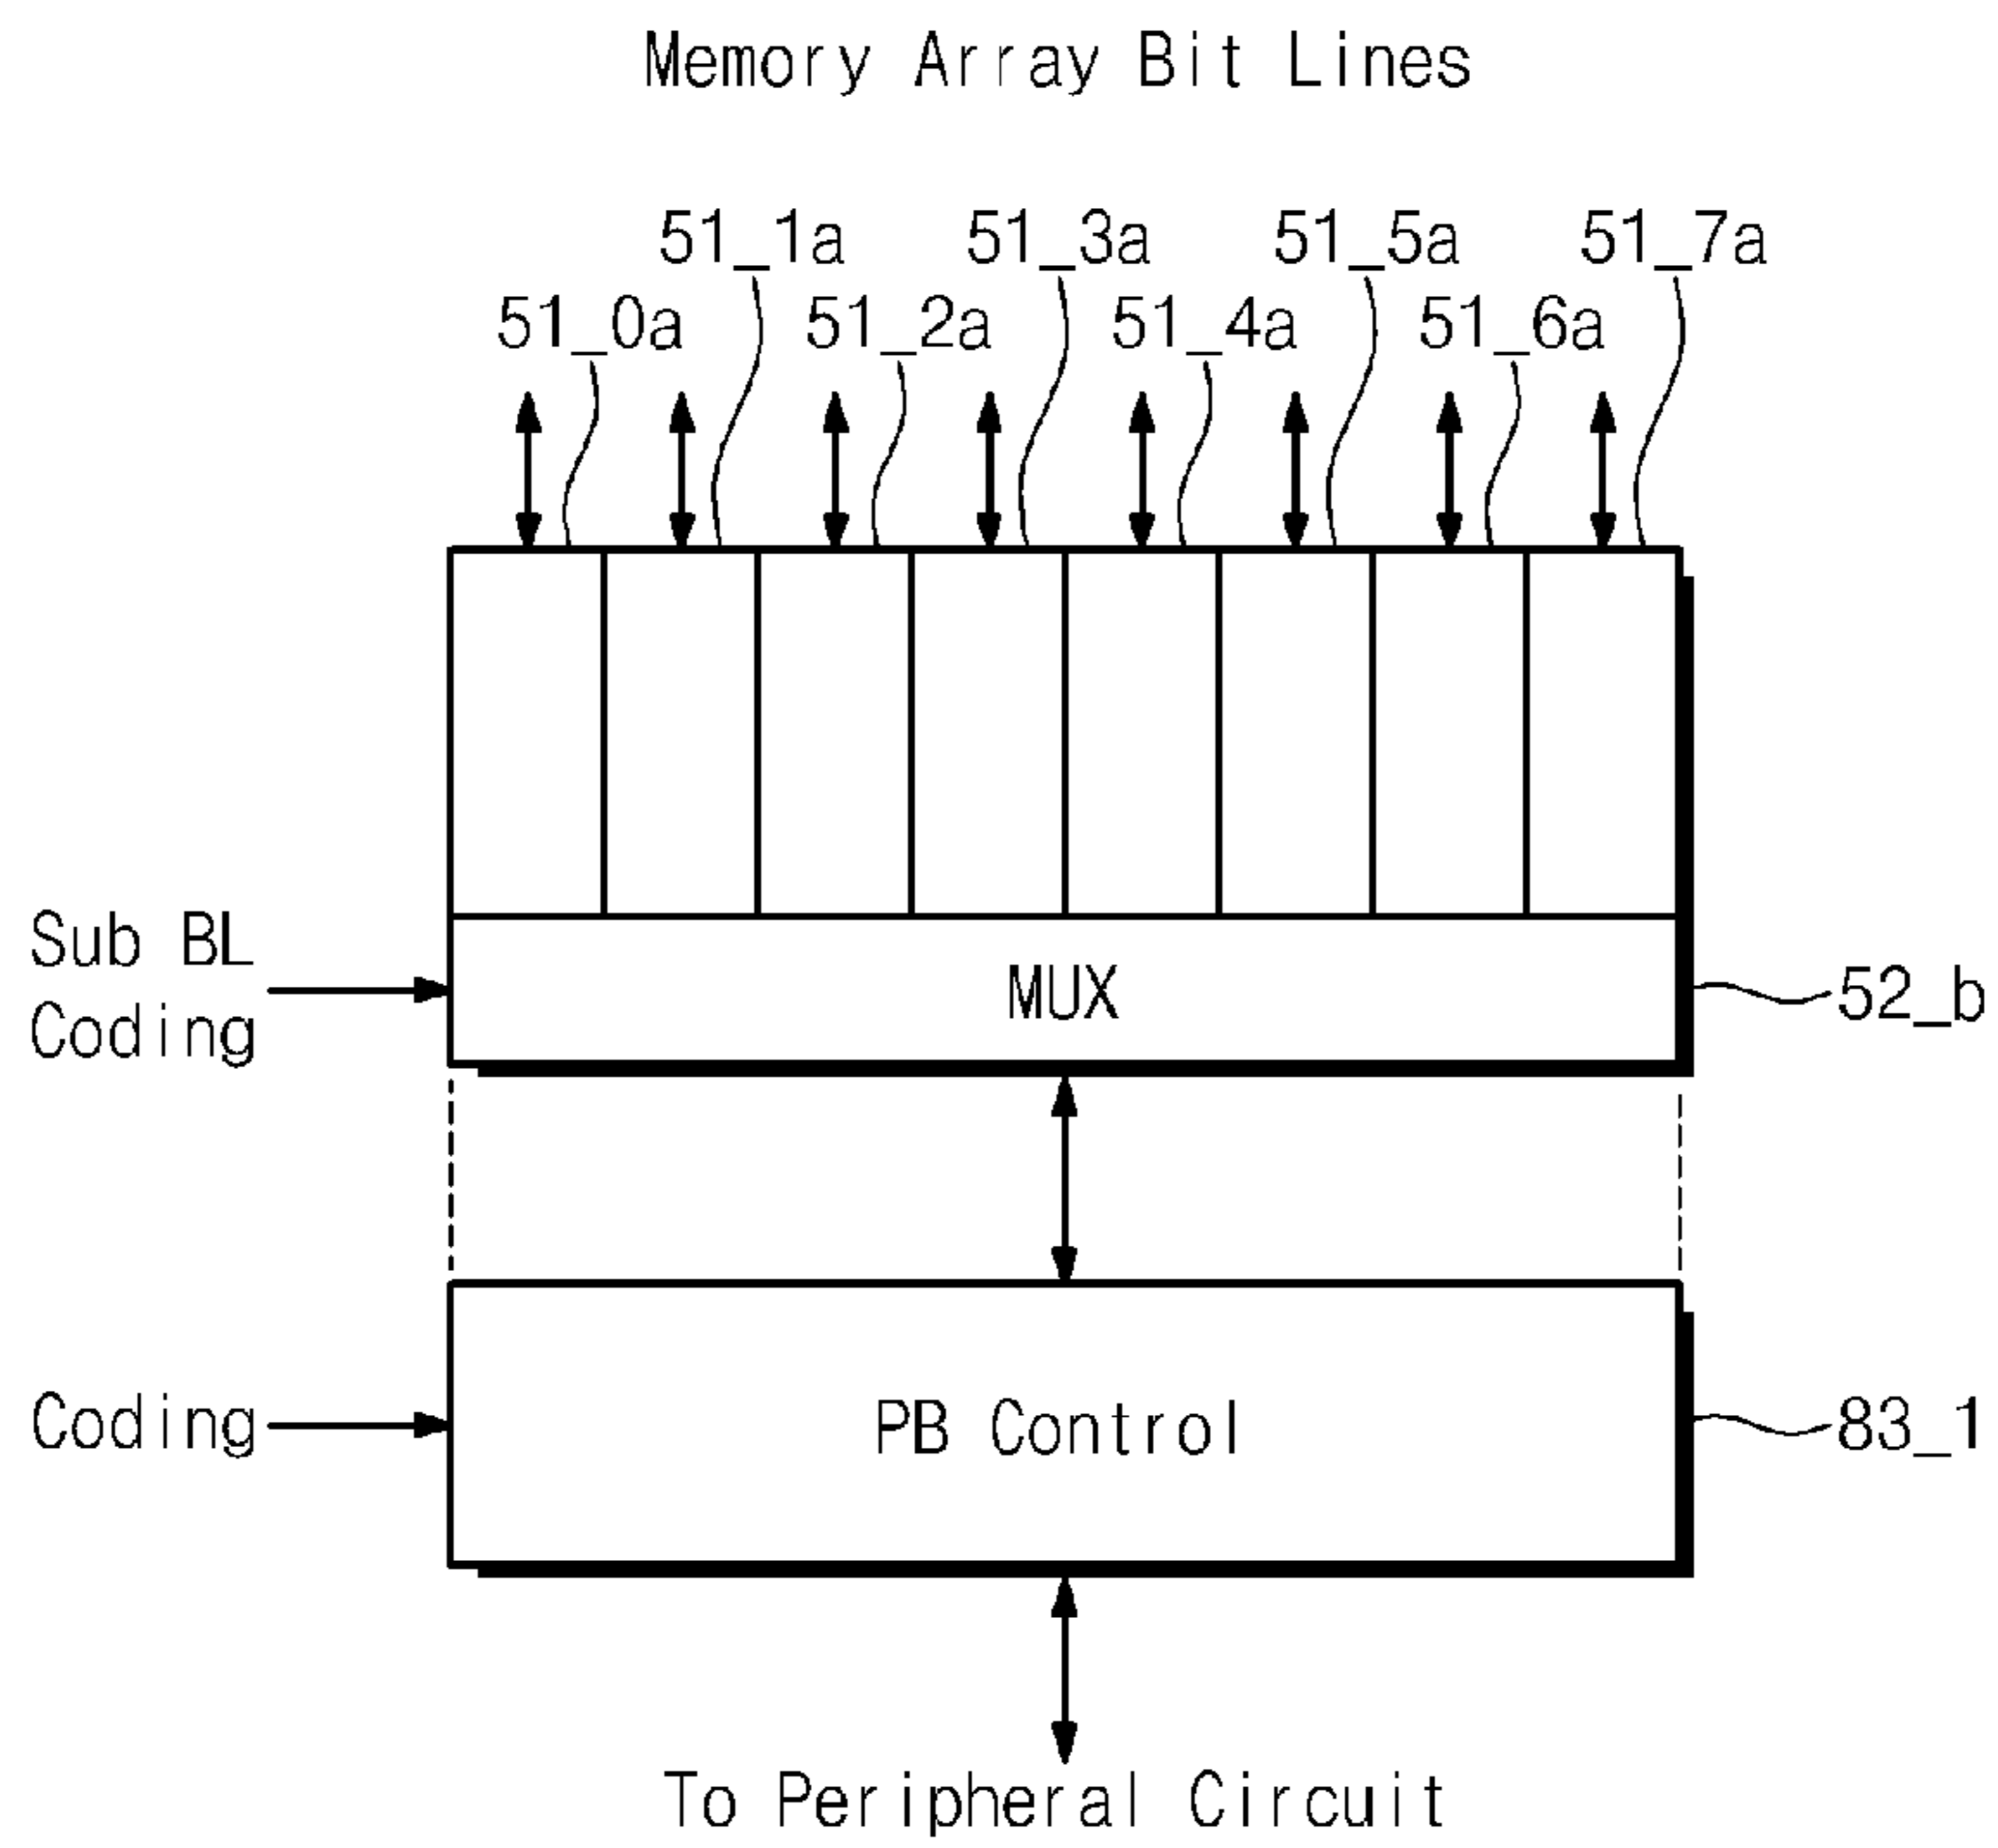 Memory Array Bit Lines
51_1a 51_3a 51_5a 51_7a
51_0a 51_2a 51_4a 51_6a
Sub BL
Coding
MUX
52_b
Coding
PB Control
83_1
To Peripheral Circuit